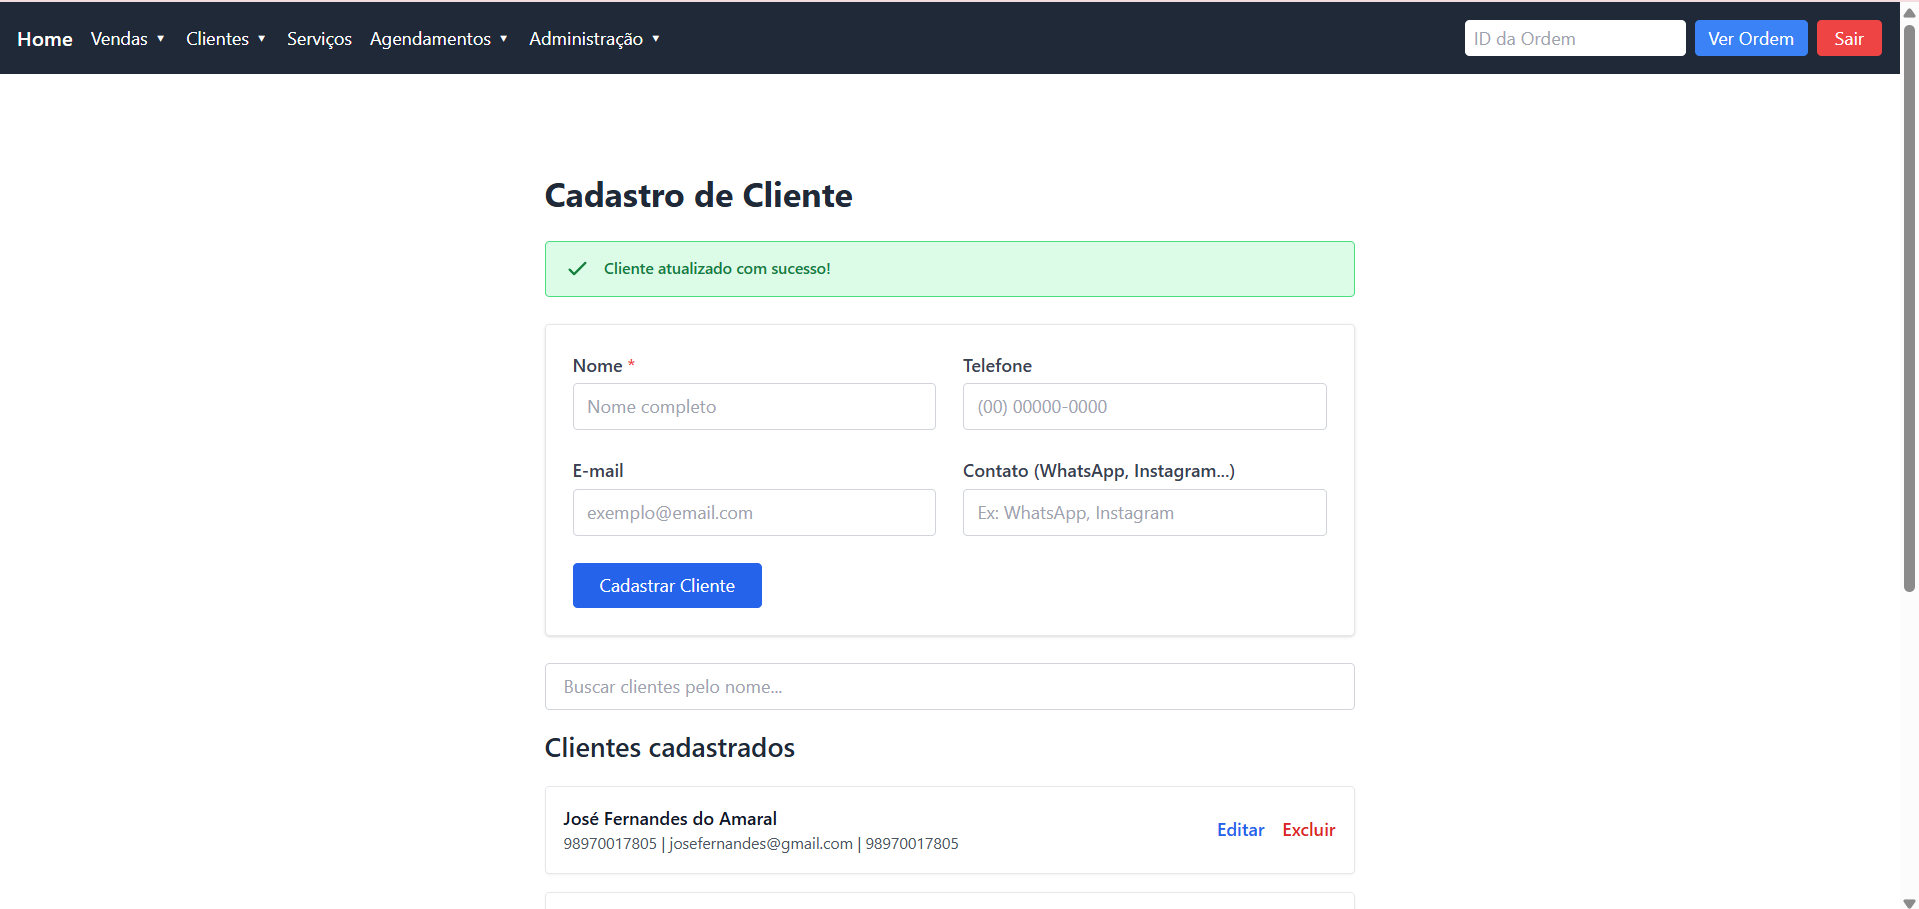 Home Vendas ▼ Clientes ▼ Serviços Agendamentos ▼ Administração ▼ ID da Ordem Ver Ordem Sair
Cadastro de Cliente
Cliente atualizado com sucesso!
Nome * Telefone
Nome completo (00) 00000-0000
E-mail Contato (WhatsApp, Instagram...)
exemplo@email.com Ex: WhatsApp, Instagram
Cadastrar Cliente
Buscar clientes pelo nome...
Clientes cadastrados
José Fernandes do Amaral
98970017805 | josefernandes@gmail.com | 98970017805
Editar Excluir